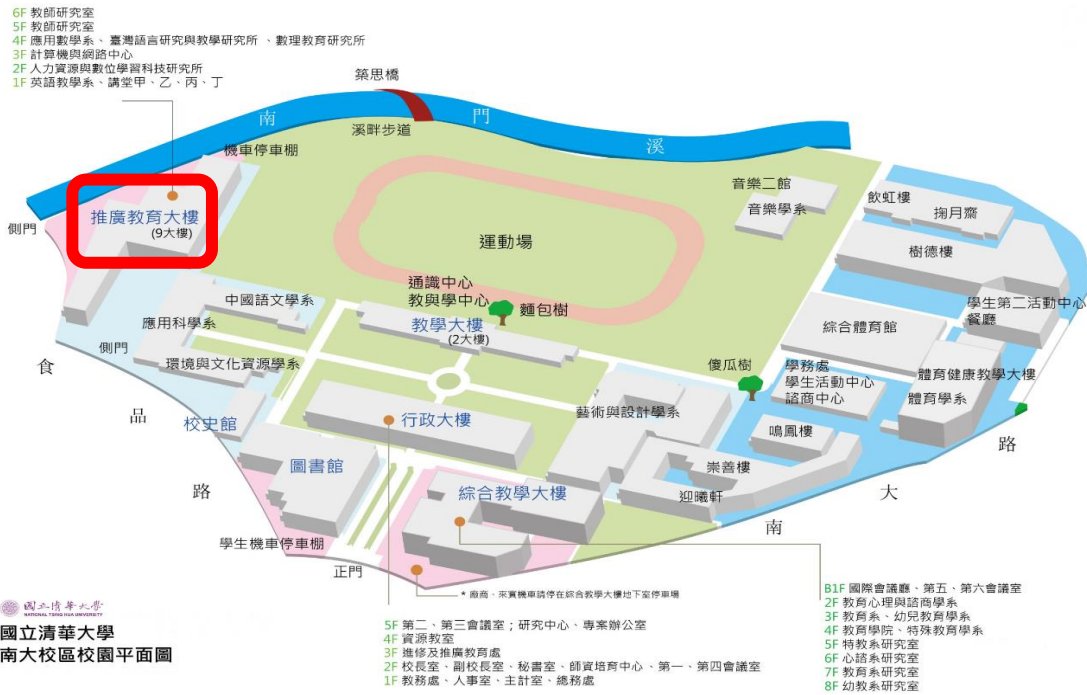 6F 教師研究室
5F 教師研究室
4F 應用數學系、臺灣語言研究與教學研究所 、數理教育研究所
3F 計算機與網路中心
2F 人力資源與數位學習科技研究所
1F 英語教學系、講堂甲、乙、丙、丁
築思橋
南 門 溪
溪畔步道
機車停車棚
音樂二館
音樂學系
飲虹樓
掬月齋
推廣教育大樓
(9大樓)
側門
運動場
樹德樓
通識中心
教與學中心
麵包樹
中國語文學系
學生第二活動中心
餐廳
應用科學系
教學大樓
(2大樓)
綜合體育館
側門
環境與文化資源學系
傻瓜樹
學務處
學生活動中心
諮商中心
體育健康教學大樓
體育學系
食 品 路
校史館
行政大樓
藝術與設計學系
鳴鳳樓
圖書館
崇善樓
迎曦軒
綜合教學大樓
南 大 路
學生機車停車棚
正門
* 廠商、來賓機車請停在綜合教學大樓地下室停車場
B1F 國際會議廳、第五、第六會議室
2F 教育心理與諮商學系
3F 教育系、幼兒教育學系
4F 教育學院、特殊教育學系
5F 特教系研究室
6F 心諮系研究室
7F 教育系研究室
8F 幼教系研究室
5F 第二、第三會議室；研究中心、專案辦公室
4F 資源教室
3F 進修及推廣教育處
2F 校長室、副校長室、秘書室、師資培育中心 、第一、第四會議室
1F 教務處、人事室、主計室、總務處
國立清華大學
NATIONAL TSING HUA UNIVERSITY
國立清華大學
南大校區校園平面圖